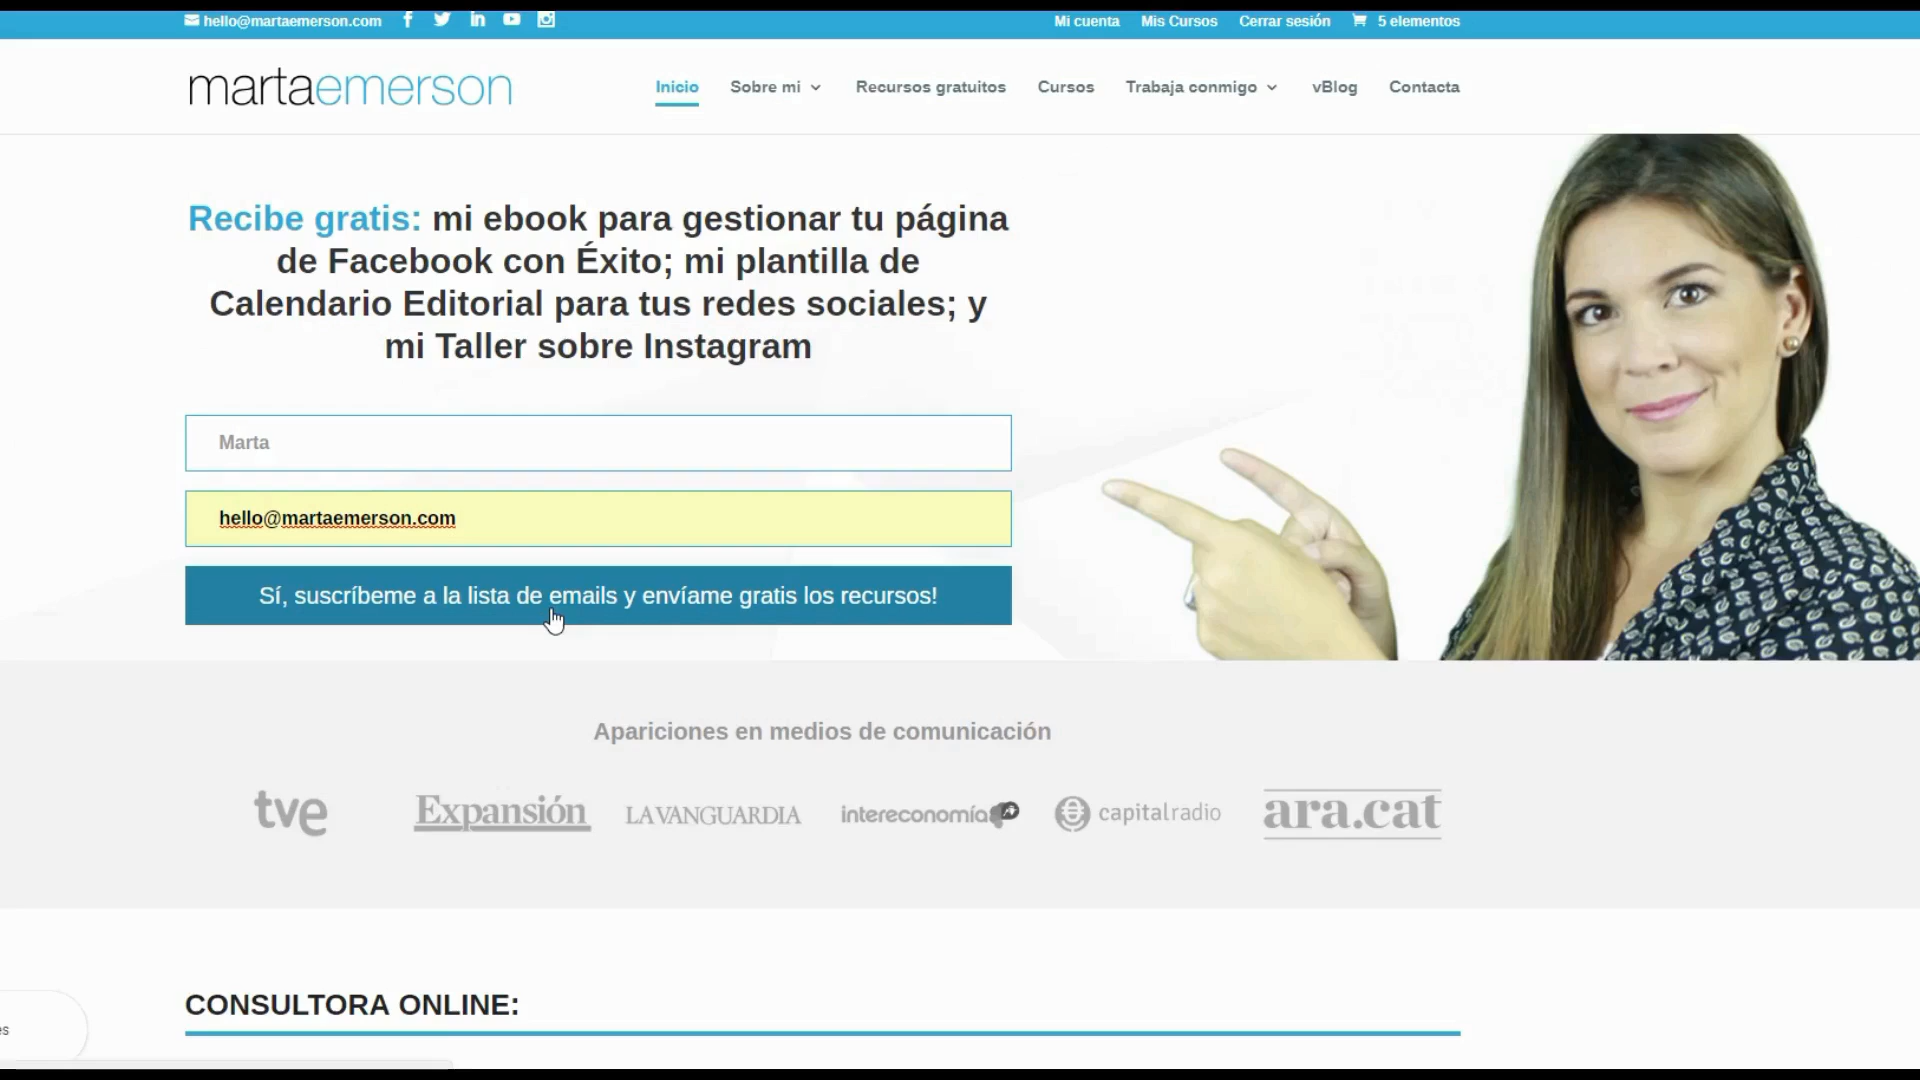 hello@martaemerson.com
Mi cuenta Mis Cursos Cerrar sesión 5 elementos
martaemerson
Inicio Sobre mi Recursos gratuitos Cursos Trabaja conmigo vBlog Contacta
Recibe gratis: mi ebook para gestionar tu página
de Facebook con Éxito; mi plantilla de
Calendario Editorial para tus redes sociales; y
mi Taller sobre Instagram
Marta
hello@martaemerson.com
Sí, suscríbeme a la lista de emails y envíame gratis los recursos!
Apariciones en medios de comunicación
tve Expansión LA VANGUARDIA intereconomía capitalradio ara.cat
CONSULTORA ONLINE:
es